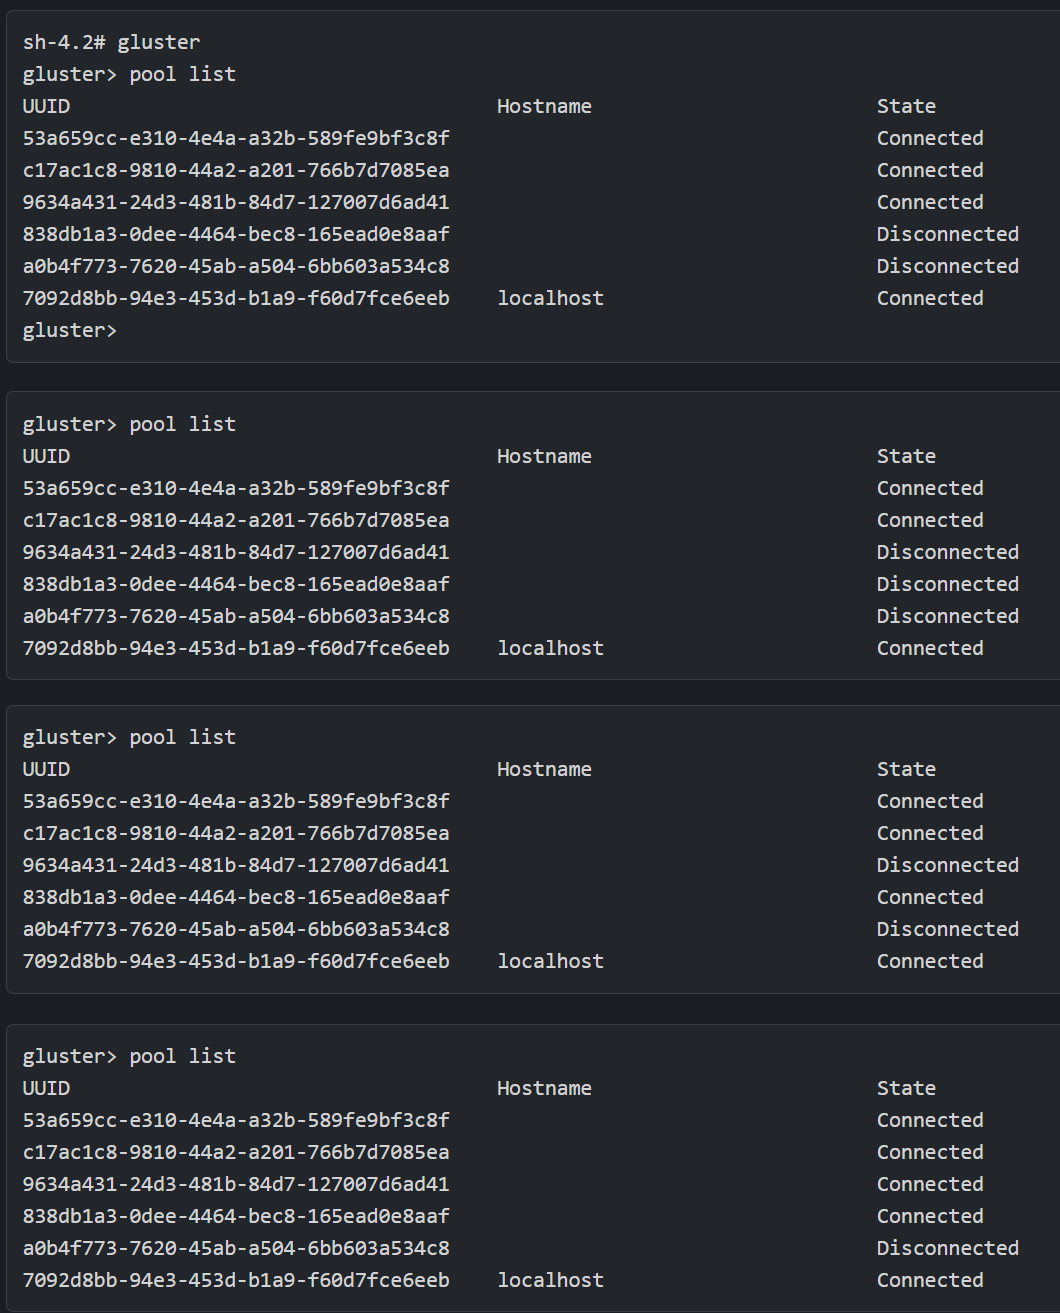 sh-4.2# gluster
gluster> pool list
UUID Hostname State
53a659cc-e310-4e4a-a32b-589fe9bf3c8f Connected
c17ac1c8-9810-44a2-a201-766b7d7085ea Connected
9634a431-24d3-481b-84d7-127007d6ad41 Connected
838db1a3-0dee-4464-bec8-165ead0e8aaf Disconnected
a0b4f773-7620-45ab-a504-6bb603a534c8 Disconnected
7092d8bb-94e3-453d-b1a9-f60d7fce6eeb localhost Connected
gluster>
gluster> pool list
UUID Hostname State
53a659cc-e310-4e4a-a32b-589fe9bf3c8f Connected
c17ac1c8-9810-44a2-a201-766b7d7085ea Connected
9634a431-24d3-481b-84d7-127007d6ad41 Disconnected
838db1a3-0dee-4464-bec8-165ead0e8aaf Disconnected
a0b4f773-7620-45ab-a504-6bb603a534c8 Disconnected
7092d8bb-94e3-453d-b1a9-f60d7fce6eeb localhost Connected
gluster> pool list
UUID Hostname State
53a659cc-e310-4e4a-a32b-589fe9bf3c8f Connected
c17ac1c8-9810-44a2-a201-766b7d7085ea Connected
9634a431-24d3-481b-84d7-127007d6ad41 Disconnected
838db1a3-0dee-4464-bec8-165ead0e8aaf Connected
a0b4f773-7620-45ab-a504-6bb603a534c8 Disconnected
7092d8bb-94e3-453d-b1a9-f60d7fce6eeb localhost Connected
gluster> pool list
UUID Hostname State
53a659cc-e310-4e4a-a32b-589fe9bf3c8f Connected
c17ac1c8-9810-44a2-a201-766b7d7085ea Connected
9634a431-24d3-481b-84d7-127007d6ad41 Connected
838db1a3-0dee-4464-bec8-165ead0e8aaf Connected
a0b4f773-7620-45ab-a504-6bb603a534c8 Disconnected
7092d8bb-94e3-453d-b1a9-f60d7fce6eeb localhost Connected